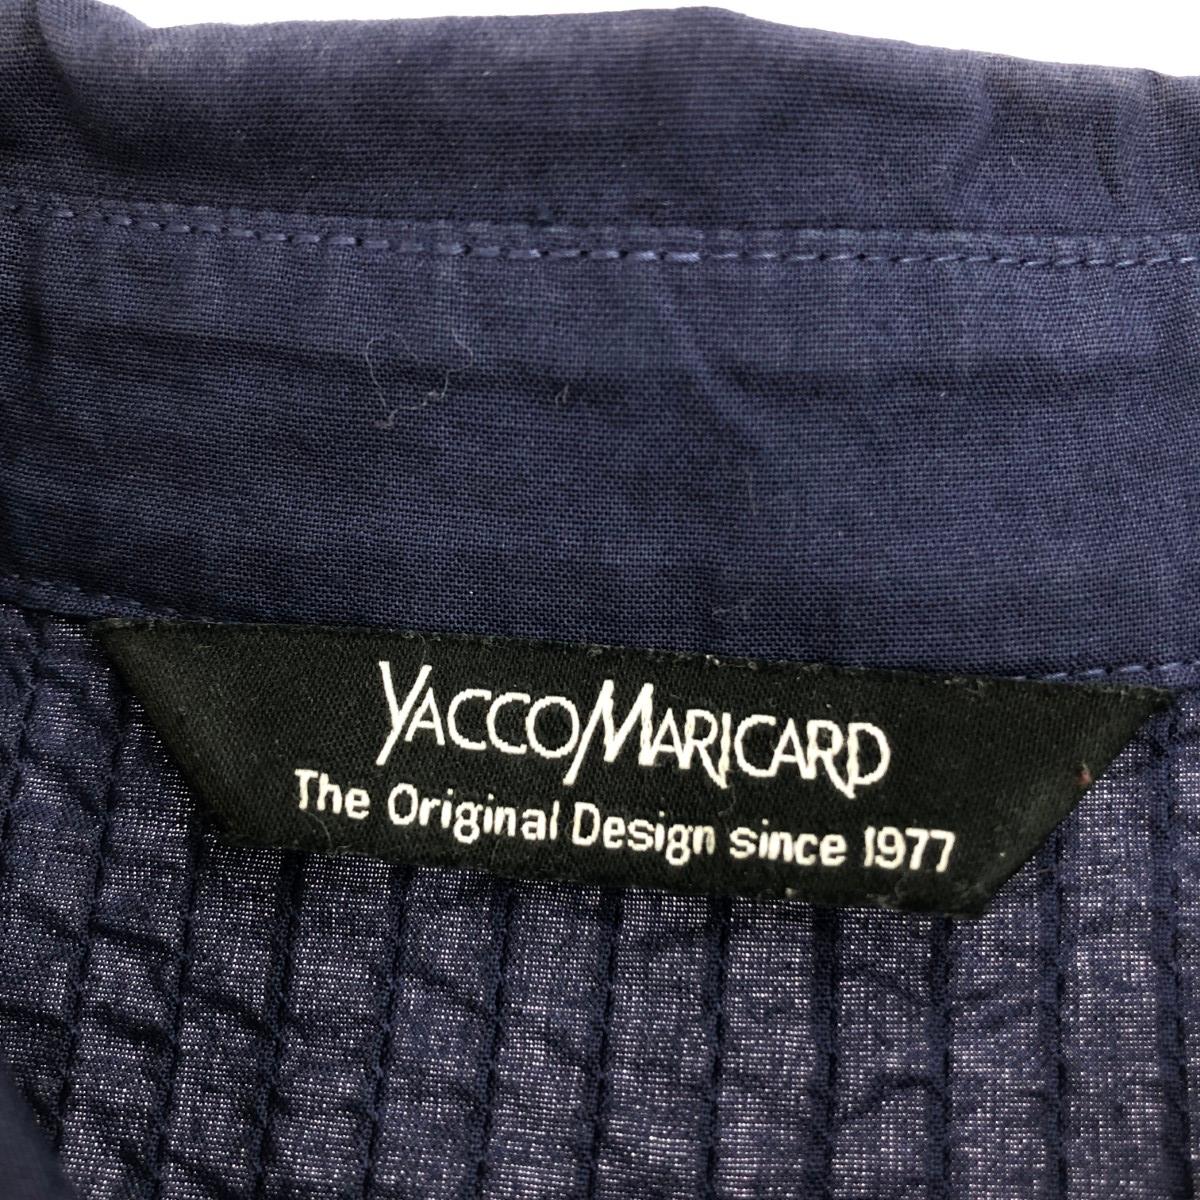 YACCOMARICARD
The Original Design since 1977